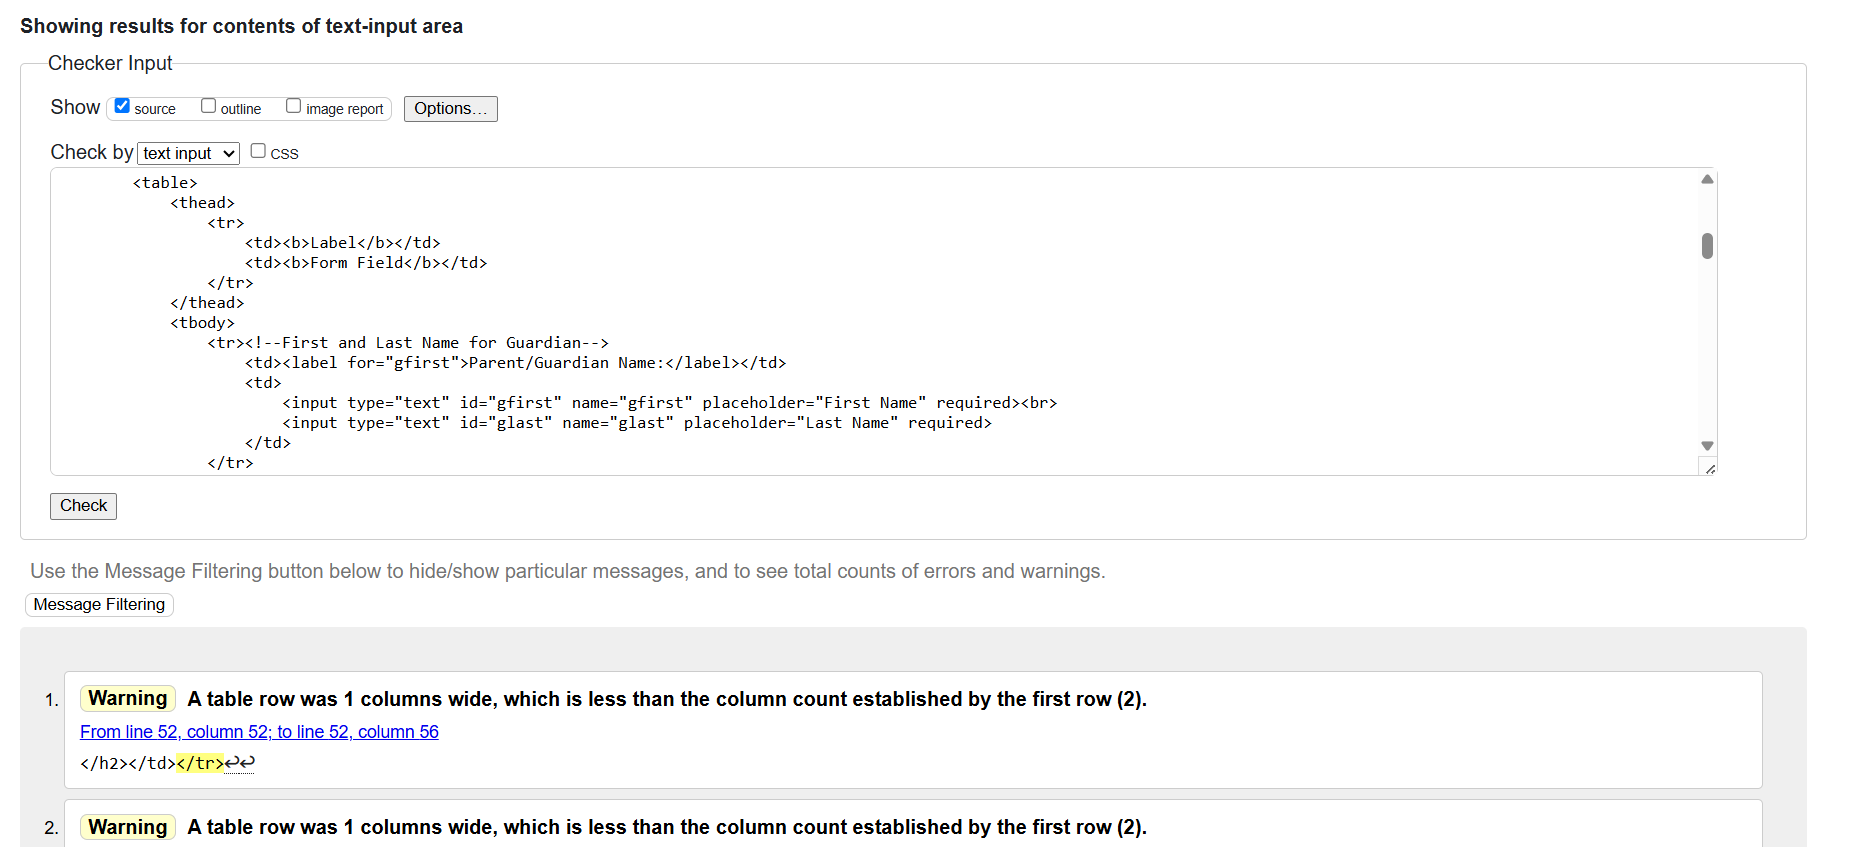 Showing results for contents of text-input area
Checker Input
Show source outline image report Options…
Check by text input CSS
<table>
<thead>
<tr>
<td><b>Label</b></td>
<td><b>Form Field</b></td>
</tr>
</thead>
<tbody>
<tr><!--First and Last Name for Guardian-->
<td><label for="gfirst">Parent/Guardian Name:</label></td>
<td>
<input type="text" id="gfirst" name="gfirst" placeholder="First Name" required><br>
<input type="text" id="glast" name="glast" placeholder="Last Name" required>
</td>
</tr>
Check
Use the Message Filtering button below to hide/show particular messages, and to see total counts of errors and warnings.
Message Filtering
1. Warning A table row was 1 columns wide, which is less than the column count established by the first row (2).
From line 52, column 52; to line 52, column 56
</h2></td></tr>↩↩
2. Warning A table row was 1 columns wide, which is less than the column count established by the first row (2).